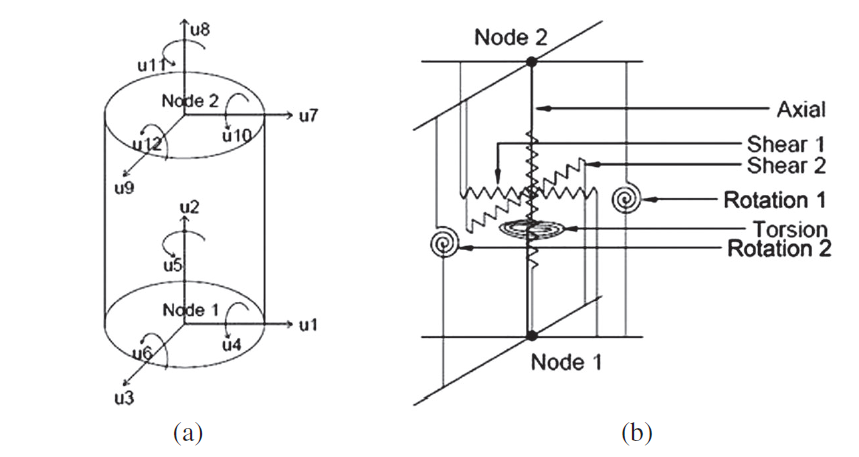 u8
u11
Node 2
u7
u10
u12
u9
u2
u5
Node 1
u1
u4
u6
u3
(a)
Node 2
Axial
Shear 1
Shear 2
Rotation 1
Torsion
Rotation 2
Node 1
(b)